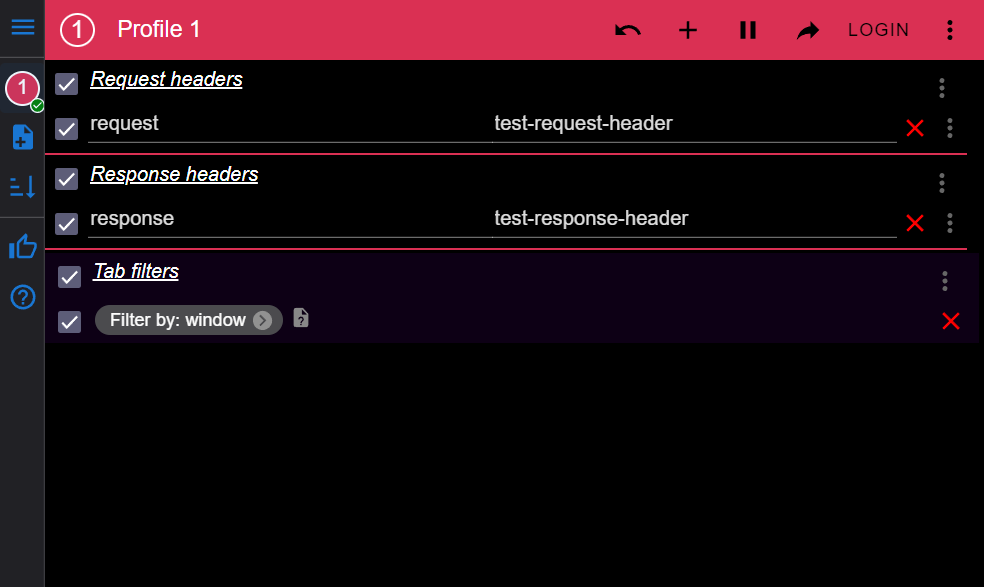 1 Profile 1 LOGIN
1
Request headers
request test-request-header
Response headers
response test-response-header
Tab filters
Filter by: window ?
?